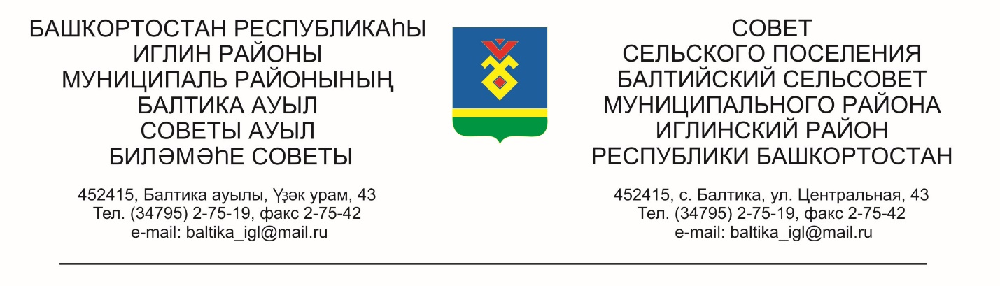 БАШҠОРТОСТАН РЕСПУБЛИКАҺЫ
ИГЛИН РАЙОНЫ
МУНИЦИПАЛЬ РАЙОНЫНЫҢ
БАЛТИКА АУЫЛ
СОВЕТЫ АУЫЛ
БИЛӘМӘҺЕ СОВЕТЫ
452415, Балтика ауылы, Үҙәк урам, 43
Тел. (34795) 2-75-19, факс 2-75-42
e-mail: baltika_igl@mail.ru
СОВЕТ
СЕЛЬСКОГО ПОСЕЛЕНИЯ
БАЛТИЙСКИЙ СЕЛЬСОВЕТ
МУНИЦИПАЛЬНОГО РАЙОНА
ИГЛИНСКИЙ РАЙОН
РЕСПУБЛИКИ БАШКОРТОСТАН
452415, с. Балтика, ул. Центральная, 43
Тел. (34795) 2-75-19, факс 2-75-42
e-mail: baltika_igl@mail.ru